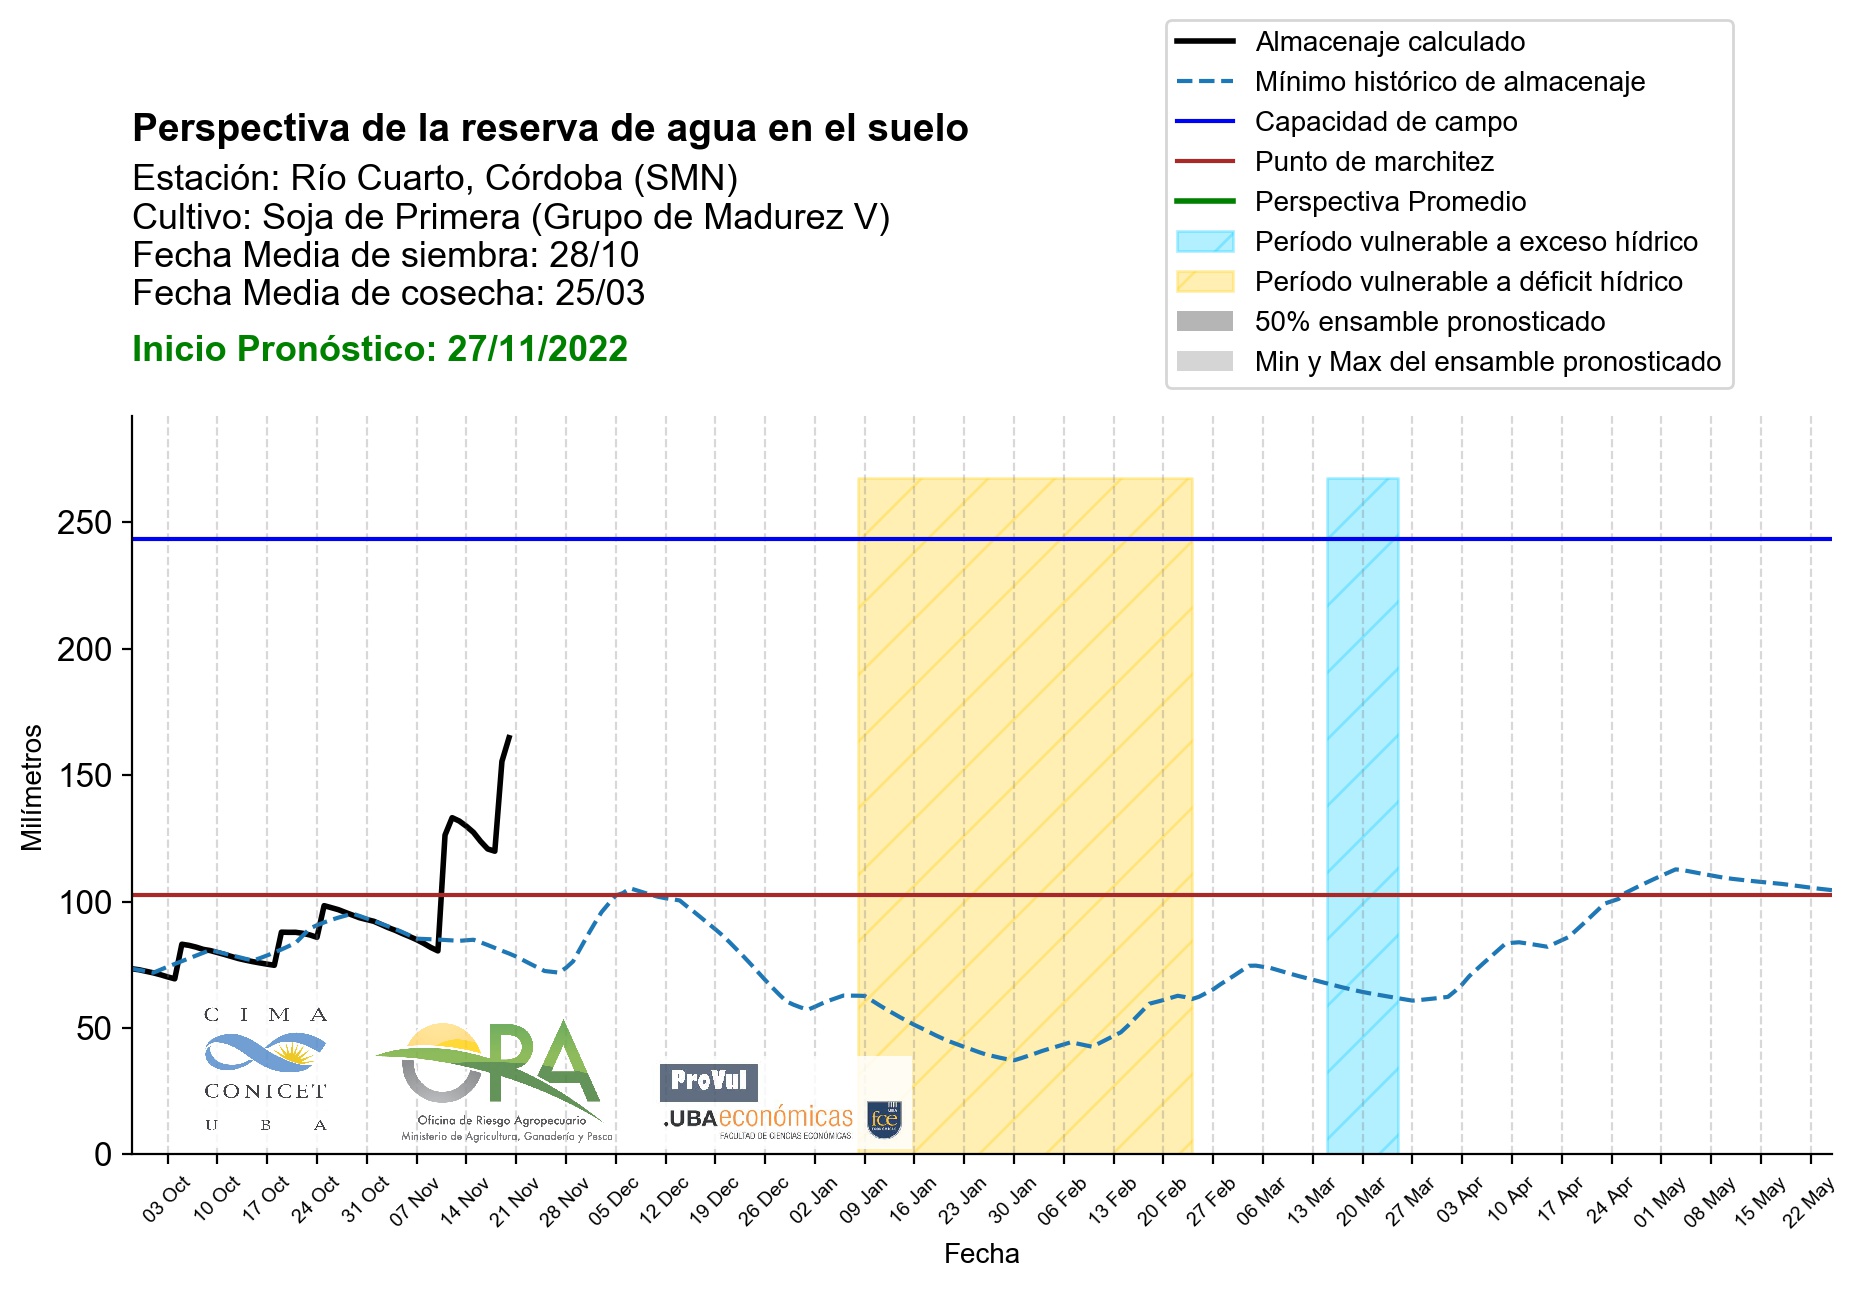 Almacenaje calculado
Mínimo histórico de almacenaje
Capacidad de campo
Punto de marchitez
Perspectiva Promedio
Período vulnerable a exceso hídrico
Período vulnerable a déficit hídrico
50% ensamble pronosticado
Min y Max del ensamble pronosticado
Perspectiva de la reserva de agua en el suelo
Estación: Río Cuarto, Córdoba (SMN)
Cultivo: Soja de Primera (Grupo de Madurez V)
Fecha Media de siembra: 28/10
Fecha Media de cosecha: 25/03
Inicio Pronóstico: 27/11/2022
Milímetros
250
200
150
100
50
0
C I M A
CONICET
U B A
OPA
Oficina de Riesgo Agropecuario
Ministerio de Agricultura, Ganadería y Pesca
ProVul
.UBAeconómicas
FACULTAD DE CIENCIAS ECONÓMICAS
UBA
fce
ECONÓMICAS
03 Oct
10 Oct
17 Oct
24 Oct
31 Oct
07 Nov
14 Nov
21 Nov
28 Nov
05 Dec
12 Dec
19 Dec
26 Dec
02 Jan
09 Jan
16 Jan
23 Jan
30 Jan
06 Feb
13 Feb
20 Feb
27 Feb
06 Mar
13 Mar
20 Mar
27 Mar
03 Apr
10 Apr
17 Apr
24 Apr
01 May
08 May
15 May
22 May
Fecha